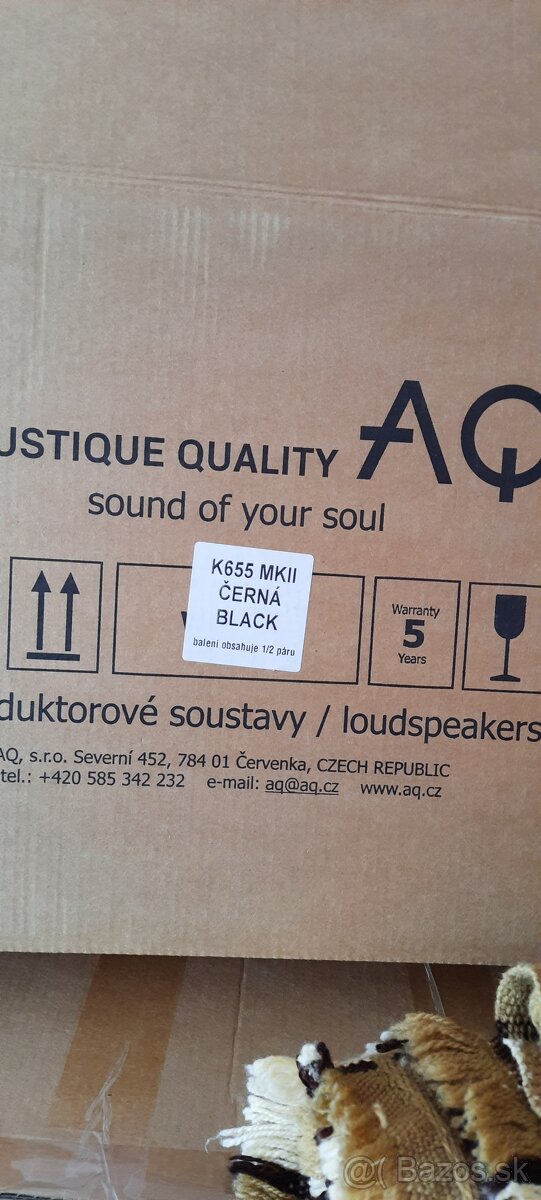 USTIQUE QUALITY AQ
sound of your soul
K655 MKII
ČERNÁ
BLACK
balení obsahuje 1/2 páru
Warranty
5
Years
duktorové soustavy / loudspeakers
AQ, s.r.o. Severní 452, 784 01 Červenka, CZECH REPUBLIC
tel.: +420 585 342 232 e-mail: aq@aq.cz www.aq.cz
@ Bazos.sk